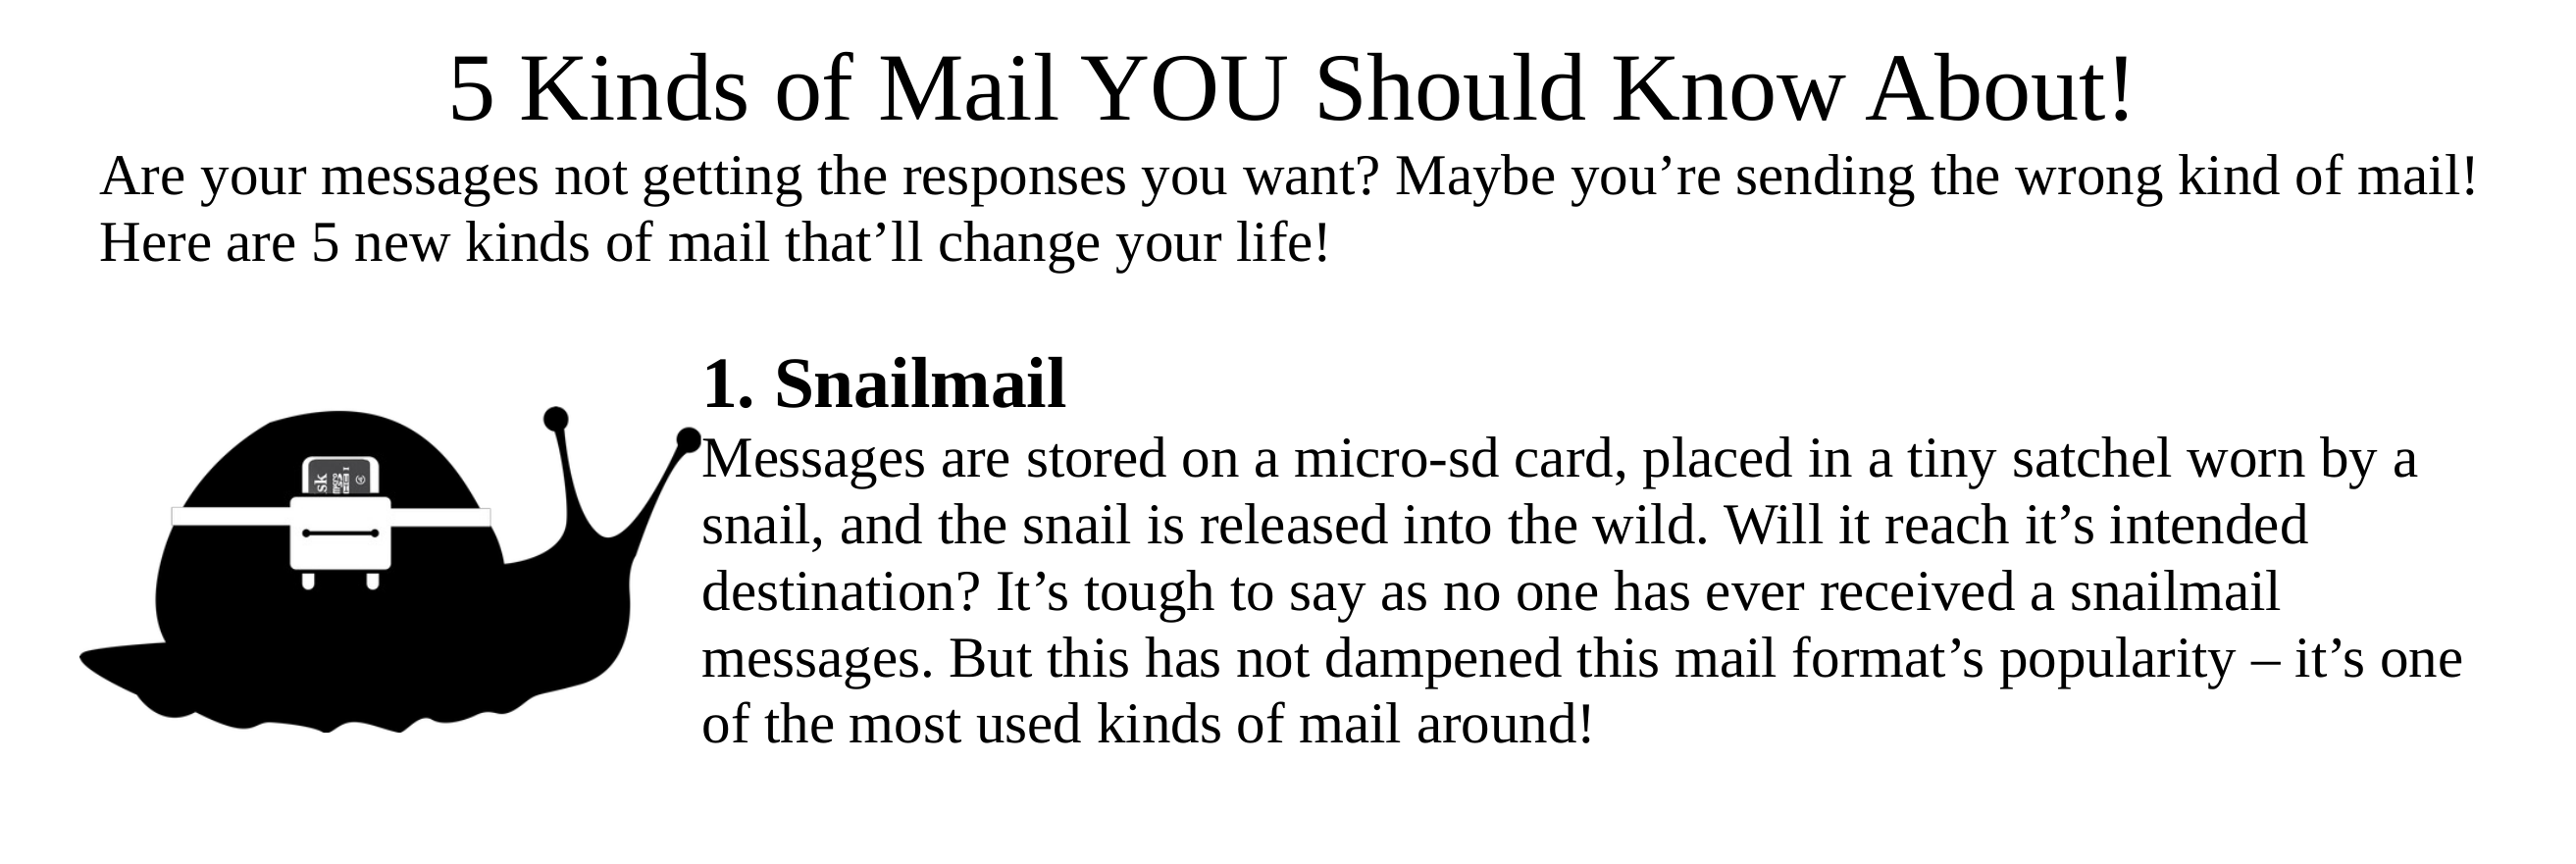 5 Kinds of Mail YOU Should Know About!
Are your messages not getting the responses you want? Maybe you’re sending the wrong kind of mail!
Here are 5 new kinds of mail that’ll change your life!
1. Snailmail
Messages are stored on a micro-sd card, placed in a tiny satchel worn by a
snail, and the snail is released into the wild. Will it reach it’s intended
destination? It’s tough to say as no one has ever received a snailmail
messages. But this has not dampened this mail format’s popularity – it’s one
of the most used kinds of mail around!
sk